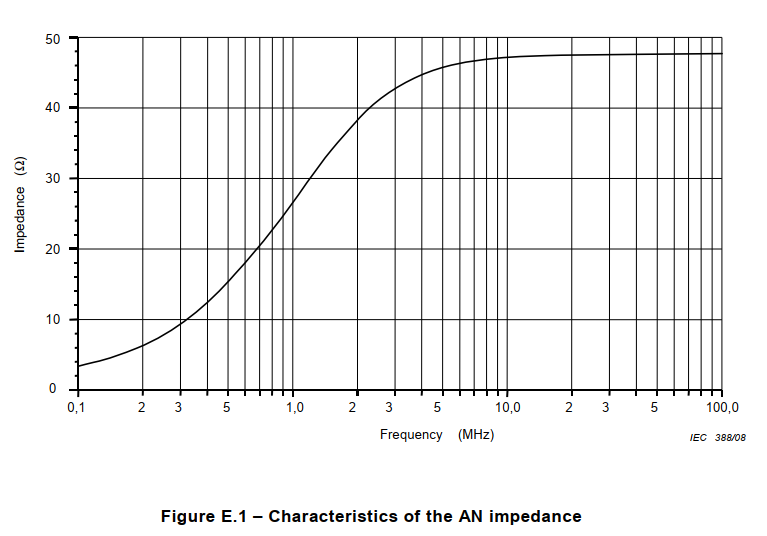 50
40
30
20
10
0
Impedance (Ω)
0,1 2 3 5 1,0 2 3 5 10,0 2 3 5 100,0
Frequency (MHz)
IEC 388/08
Figure E.1 – Characteristics of the AN impedance